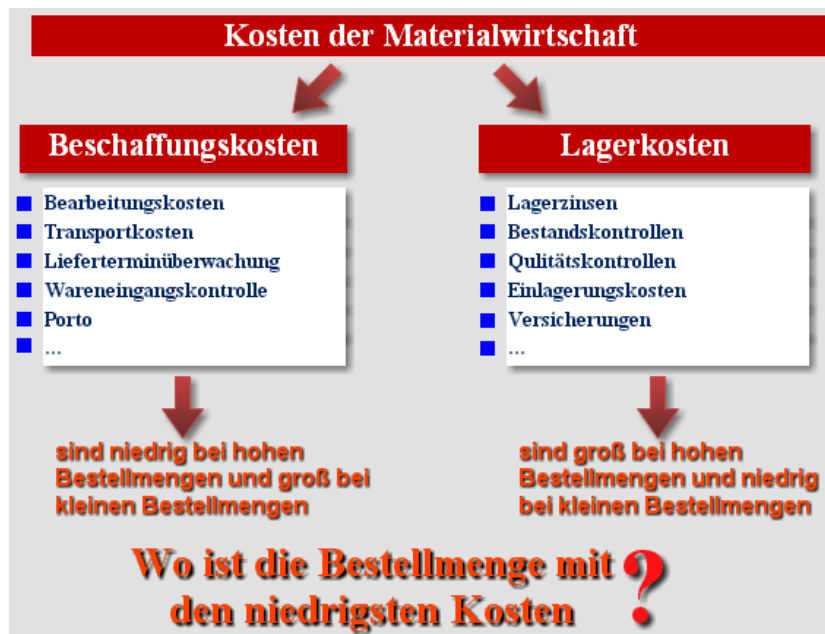 Kosten der Materialwirtschaft
Beschaffungskosten
Bearbeitungskosten
Transportkosten
Lieferterminüberwachung
Wareneingangskontrolle
Porto
...
sind niedrig bei hohen
Bestellmengen und groß bei
kleinen Bestellmengen
Lagerkosten
Lagerzinsen
Bestandskontrollen
Qulitätskontrollen
Einlagerungskosten
Versicherungen
...
sind groß bei hohen
Bestellmengen und niedrig
bei kleinen Bestellmengen
Wo ist die Bestellmenge mit
den niedrigsten Kosten ?